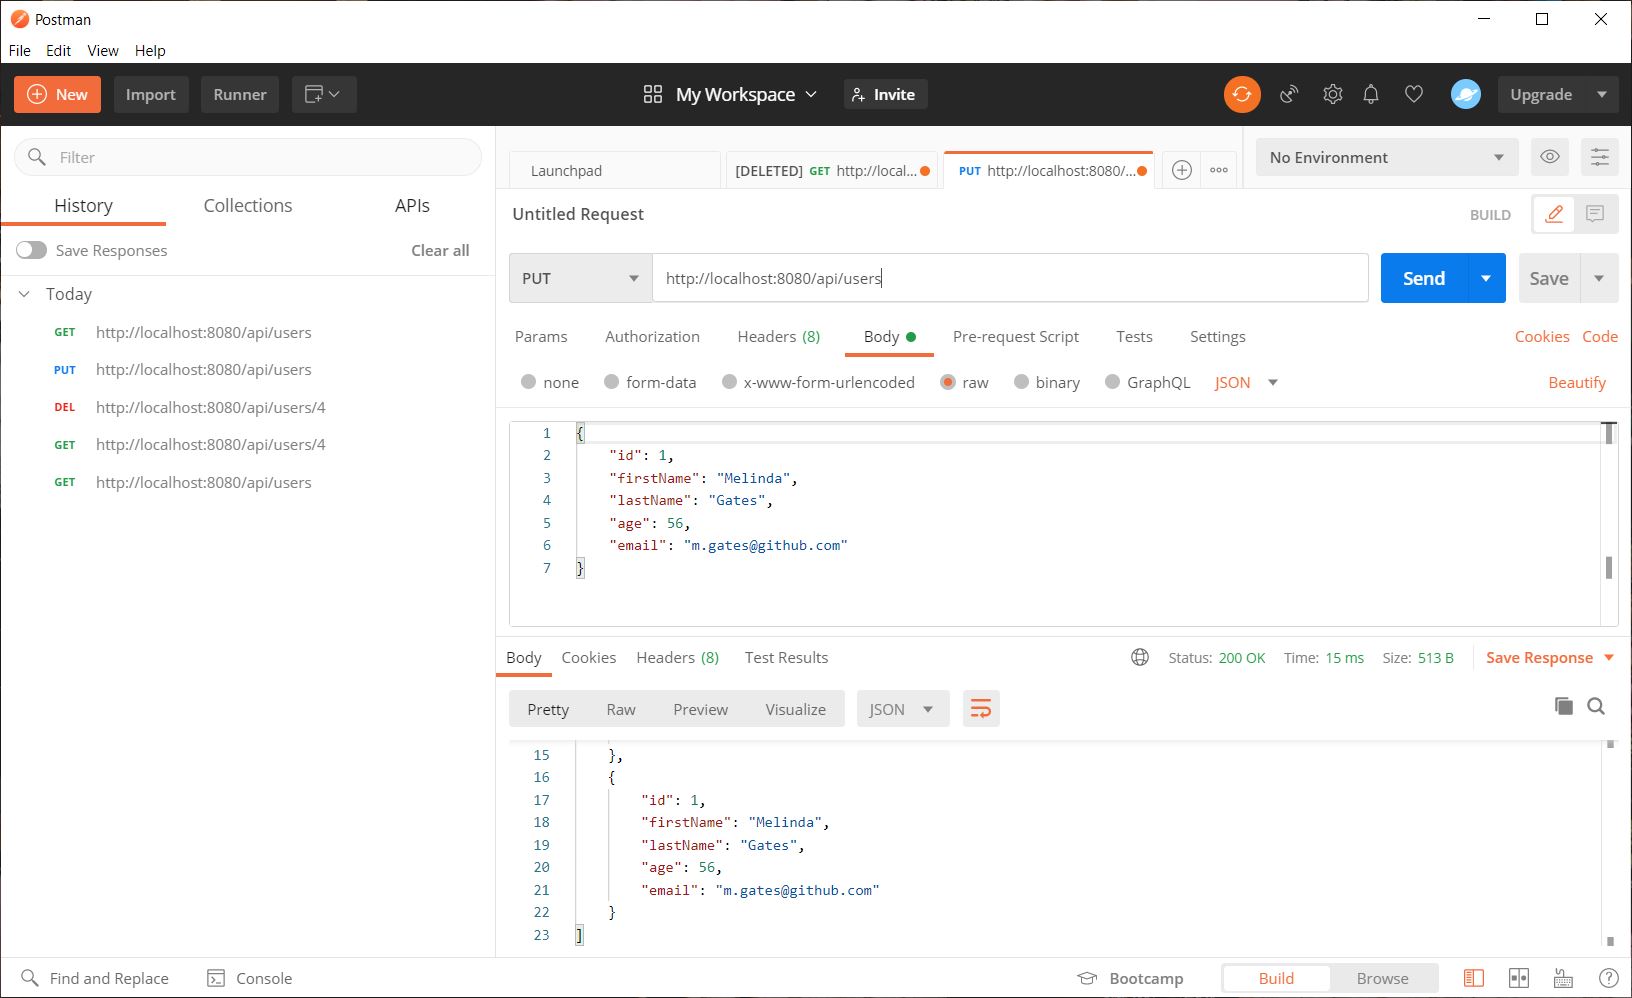 Postman
File Edit View Help
New Import Runner My Workspace Invite Upgrade
Filter
History Collections APIs
Save Responses Clear all
Today
GET http://localhost:8080/api/users
PUT http://localhost:8080/api/users
DEL http://localhost:8080/api/users/4
GET http://localhost:8080/api/users/4
GET http://localhost:8080/api/users
Launchpad [DELETED] GET http://local... PUT http://localhost:8080/... No Environment
Untitled Request BUILD
PUT http://localhost:8080/api/users Send Save
Params Authorization Headers (8) Body Pre-request Script Tests Settings Cookies Code
none form-data x-www-form-urlencoded raw binary GraphQL JSON Beautify
1 {
2 "id": 1,
3 "firstName": "Melinda",
4 "lastName": "Gates",
5 "age": 56,
6 "email": "m.gates@github.com"
7 }
Body Cookies Headers (8) Test Results Status: 200 OK Time: 15 ms Size: 513 B Save Response
Pretty Raw Preview Visualize JSON
15 },
16 {
17 "id": 1,
18 "firstName": "Melinda",
19 "lastName": "Gates",
20 "age": 56,
21 "email": "m.gates@github.com"
22 }
23 ]
Find and Replace Console Bootcamp Build Browse